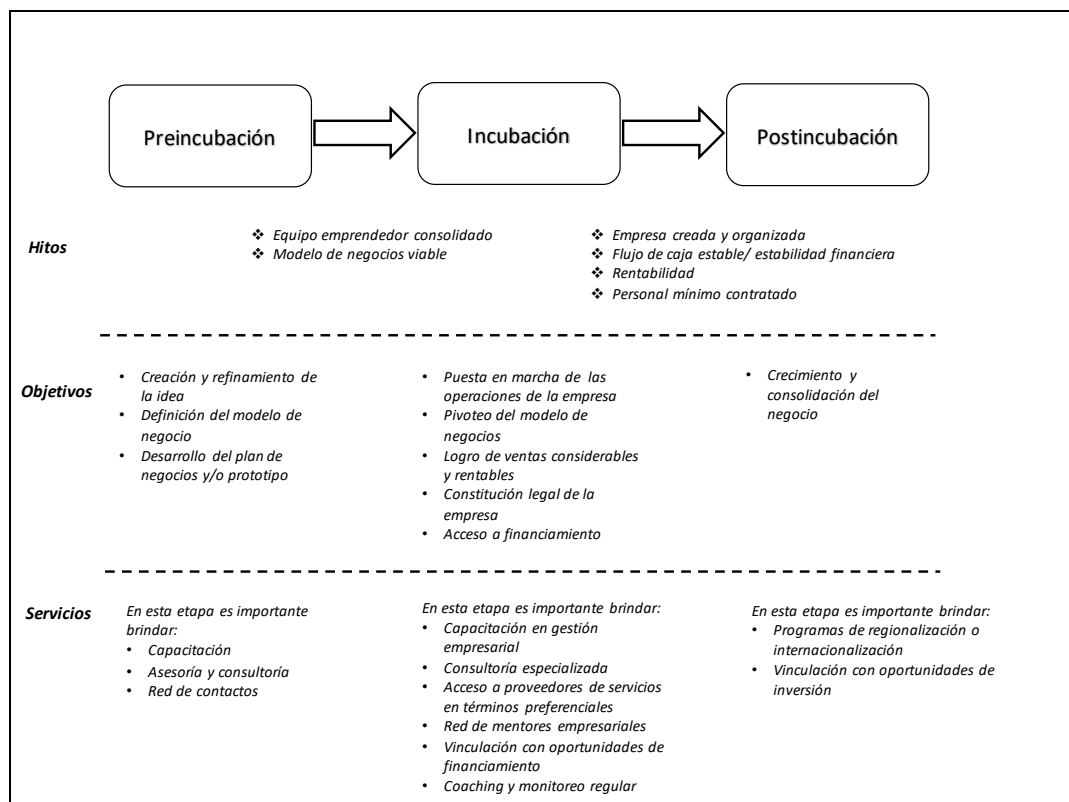 Preincubación
Incubación
Postincubación
Hitos
❖ Equipo emprendedor consolidado
❖ Modelo de negocios viable
❖ Empresa creada y organizada
❖ Flujo de caja estable/ estabilidad financiera
❖ Rentabilidad
❖ Personal mínimo contratado
Objetivos
• Creación y refinamiento de
la idea
• Definición del modelo de
negocio
• Desarrollo del plan de
negocios y/o prototipo
• Puesta en marcha de las
operaciones de la empresa
• Pivoteo del modelo de
negocios
• Logro de ventas considerables
y rentables
• Constitución legal de la
empresa
• Acceso a financiamiento
• Crecimiento y
consolidación del
negocio
Servicios
En esta etapa es importante
brindar:
• Capacitación
• Asesoría y consultoría
• Red de contactos
En esta etapa es importante brindar:
• Capacitación en gestión
empresarial
• Consultoría especializada
• Acceso a proveedores de servicios
en términos preferenciales
• Red de mentores empresariales
• Vinculación con oportunidades de
financiamiento
• Coaching y monitoreo regular
En esta etapa es importante brindar:
• Programas de regionalización o
internacionalización
• Vinculación con oportunidades de
inversión